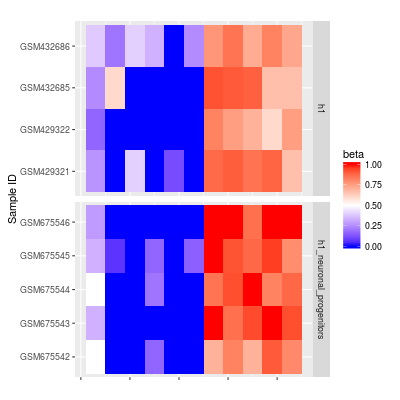 GSM432686
GSM432685
GSM429322
GSM429321
h1
GSM675546
GSM675545
GSM675544
GSM675543
GSM675542
h1_neuronal_progenitors
Sample ID
beta
1.00
0.75
0.50
0.25
0.00